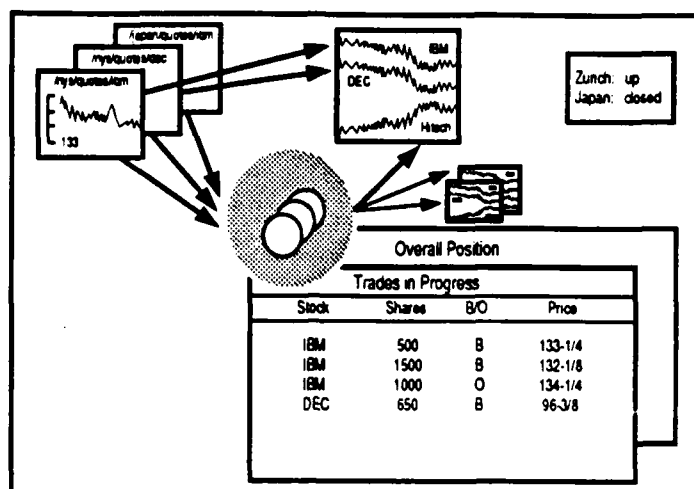 /japan/quotes/ibm
/nys/quotes/dec
/nys/quotes/ibm
133
IBM
DEC
Hitach
Zurich: up
Japan: closed
Overall Position
Trades in Progress
Stock Shares B/O Price
IBM 500 B 133-1/4
IBM 1500 B 132-1/8
IBM 1000 O 134-1/4
DEC 650 B 96-3/8